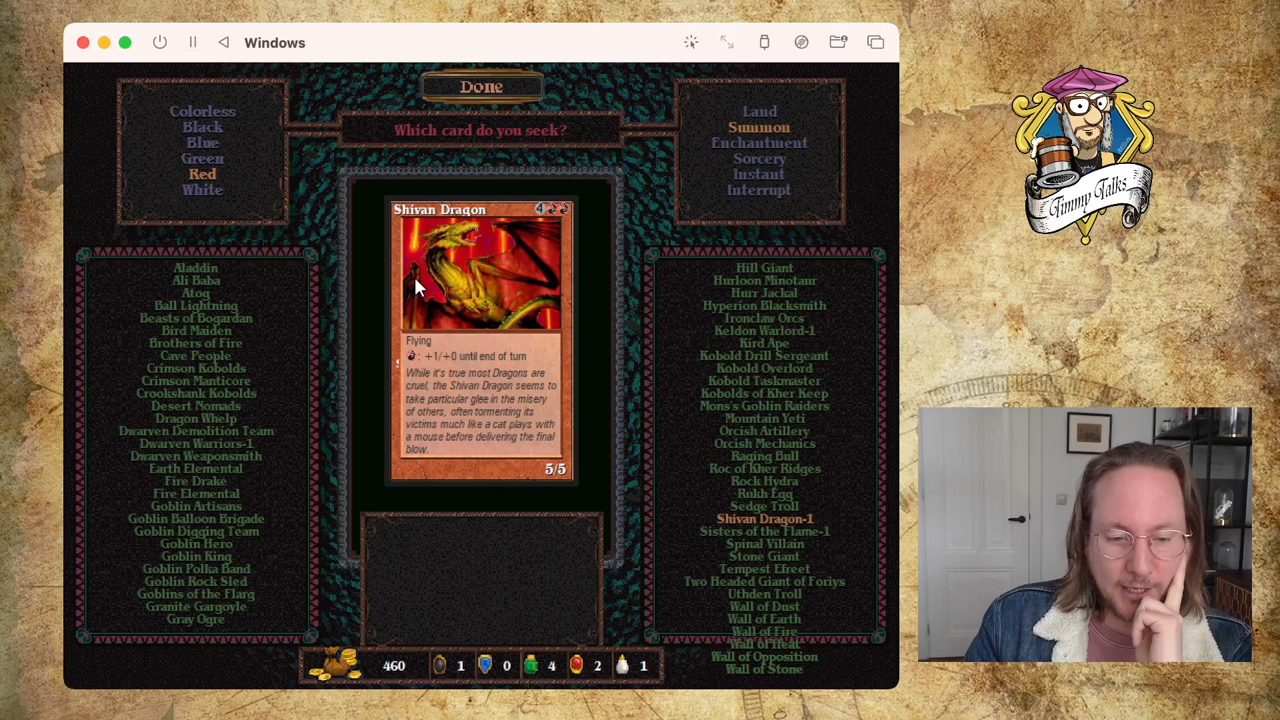 Windows
Done
Which card do you seek?
Colorless
Black
Blue
Green
Red
White
Land
Summon
Enchantment
Sorcery
Instant
Interrupt
Timmy Talks
Aladdin
Ali Baba
Atog
Ball Lightning
Beasts of Bogardan
Bird Maiden
Brothers of Fire
Cave People
Crimson Kobolds
Crimson Manticore
Crookshank Kobolds
Desert Nomads
Dragon Whelp
Dwarven Demolition Team
Dwarven Warriors-1
Dwarven Weaponsmith
Earth Elemental
Fire Drake
Fire Elemental
Goblin Artisans
Goblin Balloon Brigade
Goblin Digging Team
Goblin Hero
Goblin King
Goblin Polka Band
Goblin Rock Sled
Goblins of the Flarg
Granite Gargoyle
Gray Ogre
Shivan Dragon 4
Flying
: +1/+0 until end of turn
While it's true most Dragons are
cruel, the Shivan Dragon seems to
take particular glee in the misery
of others, often tormenting its
victims much like a cat plays with
a mouse before delivering the final
blow.
5/5
Hill Giant
Hurloon Minotaur
Hurr Jackal
Hyperion Blacksmith
Ironclaw Orcs
Keldon Warlord-1
Kird Ape
Kobold Drill Sergeant
Kobold Overlord
Kobold Taskmaster
Kobolds of Kher Keep
Mons's Goblin Raiders
Mountain Yeti
Orcish Artillery
Orcish Mechanics
Raging Bull
Roc of Kher Ridges
Rock Hydra
Rukh Egg
Sedge Troll
Shivan Dragon-1
Sisters of the Flame-1
Spinal Villain
Stone Giant
Tempest Efreet
Two Headed Giant of Foriys
Uthden Troll
Wall of Dust
Wall of Earth
Wall of Fire
Wall of Heat
Wall of Opposition
Wall of Stone
460 1 0 4 2 1